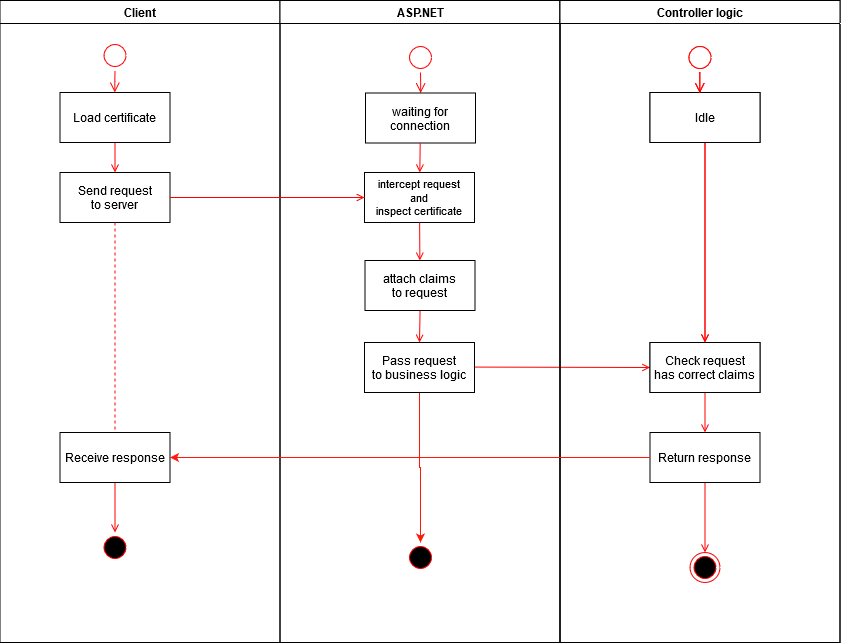 Client
ASP.NET
Controller logic
Load certificate
waiting for
connection
Idle
Send request
to server
intercept request
and
inspect certificate
attach claims
to request
Pass request
to business logic
Check request
has correct claims
Receive response
Return response